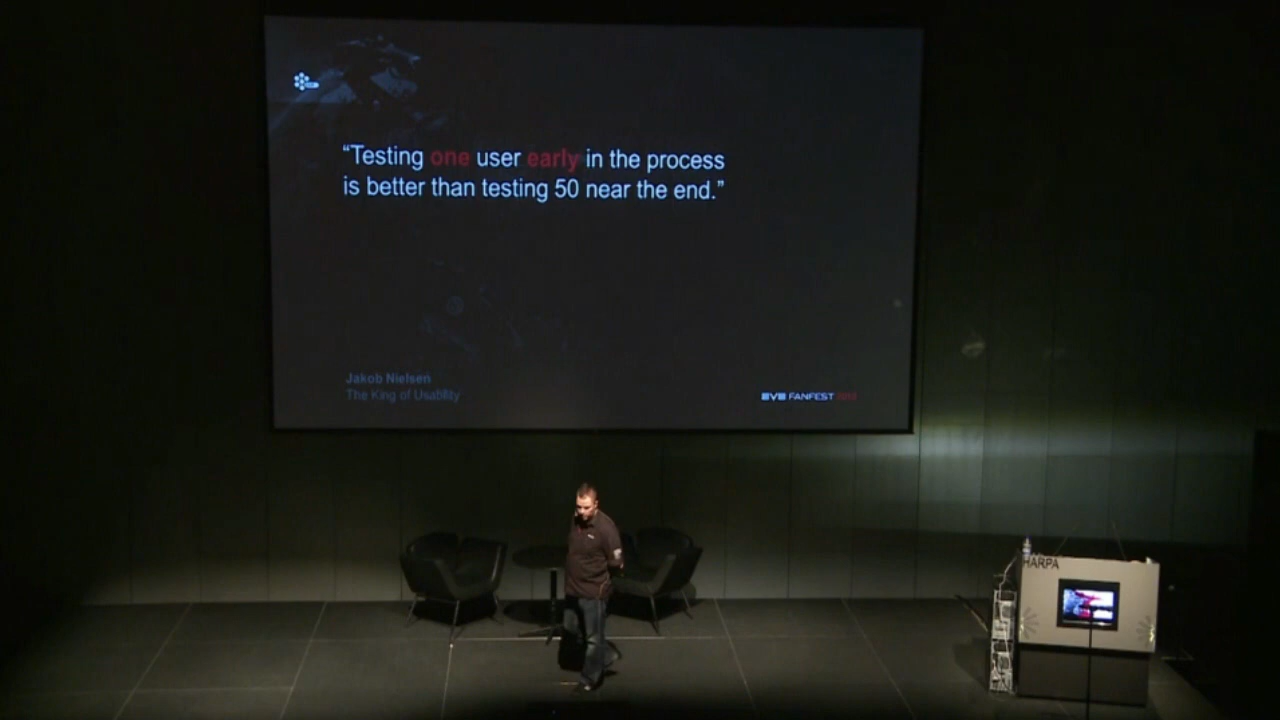 “Testing one user early in the process
is better than testing 50 near the end.”
Jakob Nielsen
The King of Usability
EVE FANFEST
HARPA